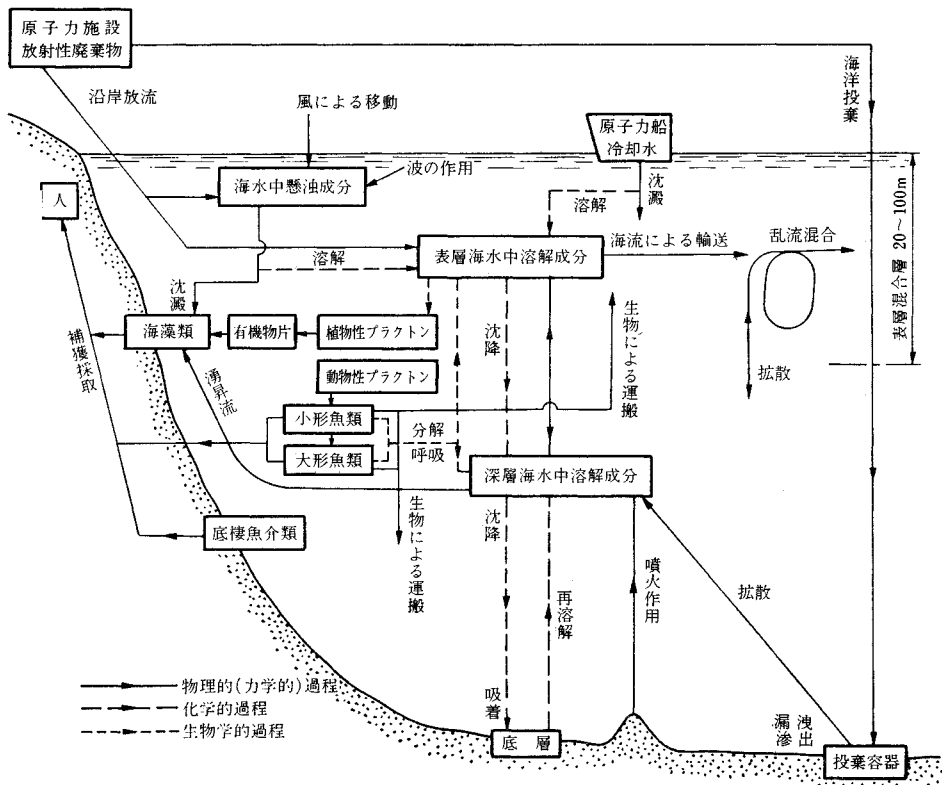 原子力施設
放射性廃棄物
沿岸放流
風による移動
海洋投棄
原子力船
冷却水
波の作用
海水中懸浊成分
人
沈澱
溶解
表層海水中溶解成分
海流による輸送
乱流混合
表層混合層 20～100m
溶解
沈澱
海藻類
有機物片
植物性プラクトン
沈降
生物による運搬
拡散
動物性プラクトン
補獲採取
湧昇流
小形魚類
分解
呼吸
大形魚類
深層海水中溶解成分
底棲魚介類
生物による運搬
沈降
再溶解
噴火作用
拡散
物理的(力学的)過程
化学的過程
生物学的過程
吸着
底層
漏洩
滲出
投棄容器